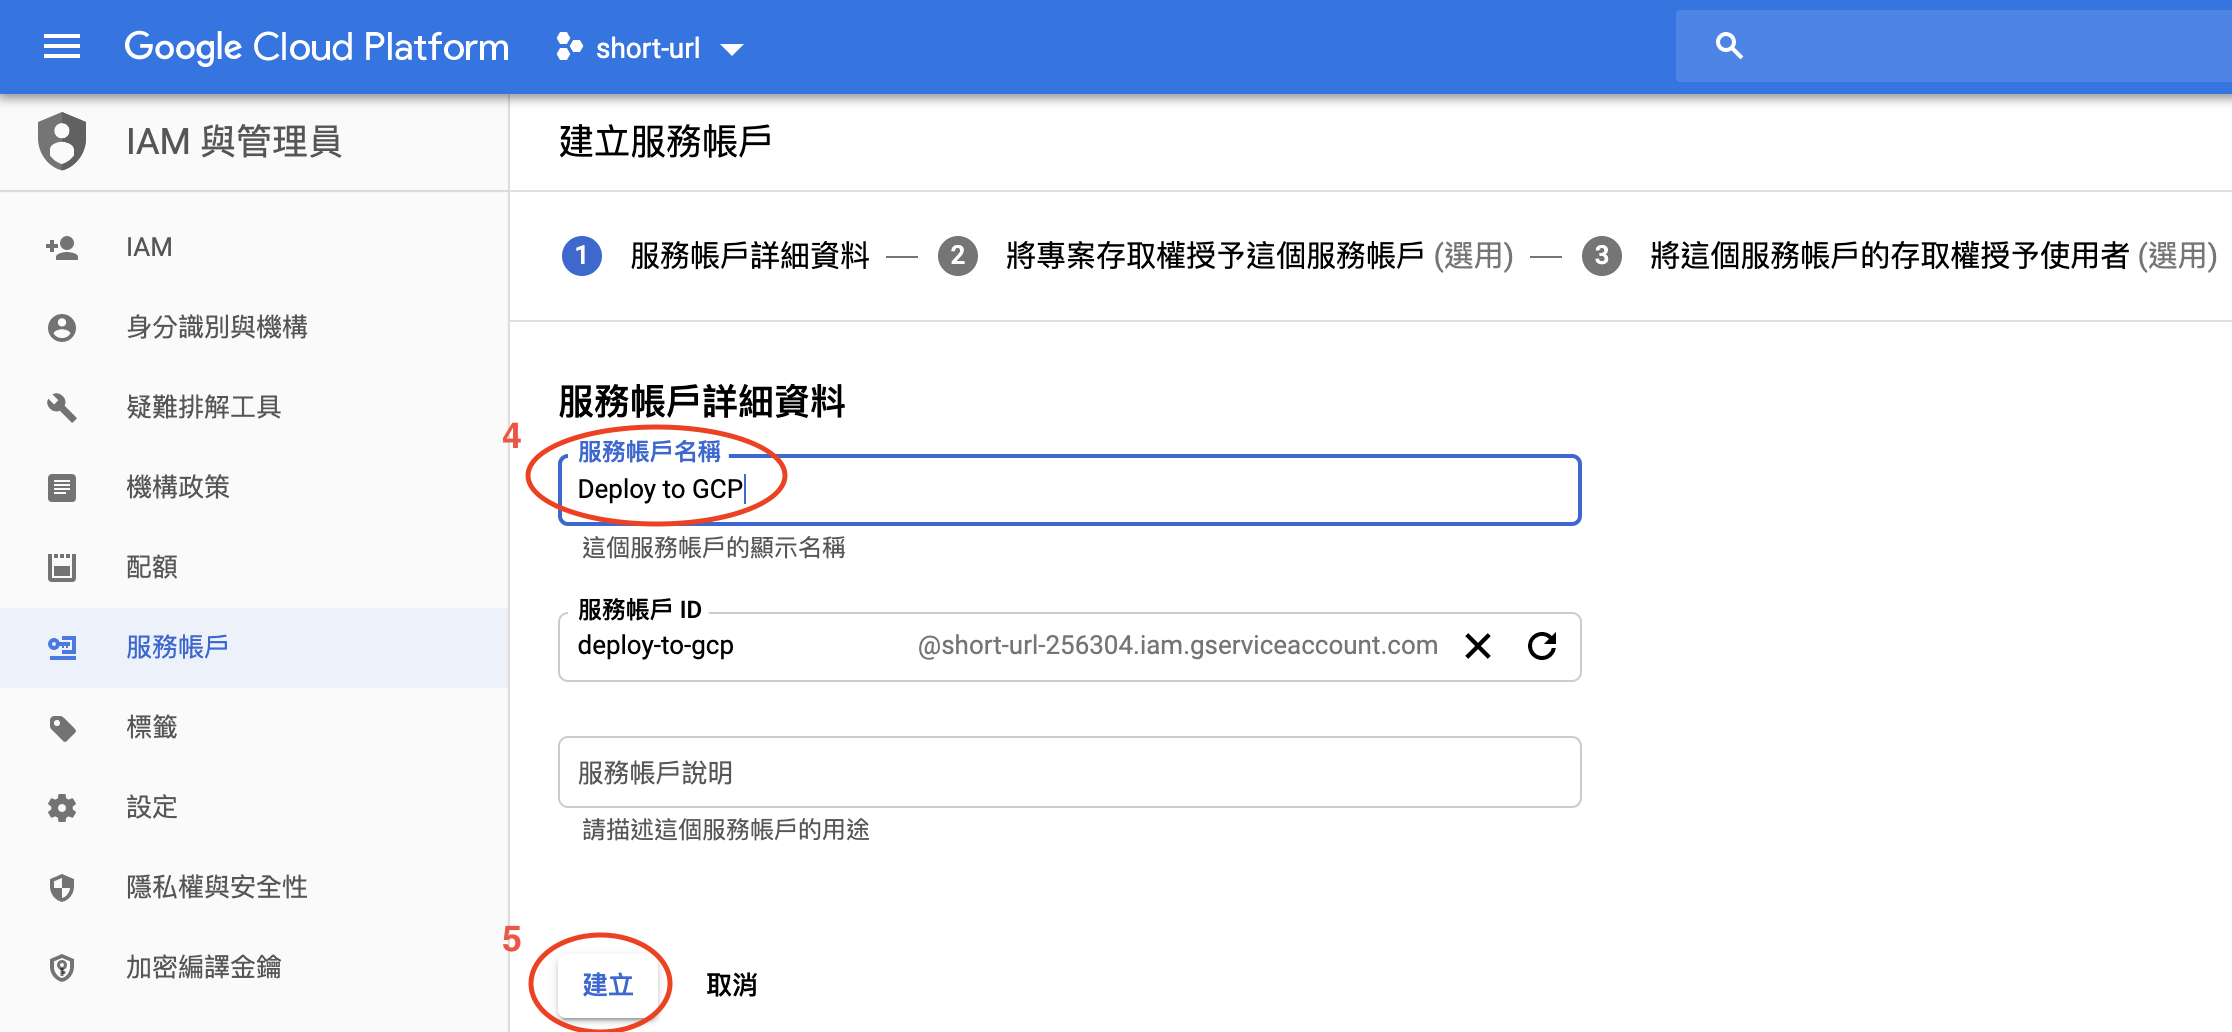 Google Cloud Platform
short-url
IAM 與管理員
IAM
身分識別與機構
疑難排解工具
機構政策
配額
服務帳戶
標籤
設定
隱私權與安全性
加密編譯金鑰
建立服務帳戶
1 服務帳戶詳細資料 — 2 將專案存取權授予這個服務帳戶 (選用) — 3 將這個服務帳戶的存取權授予使用者 (選用)
服務帳戶詳細資料
4
服務帳戶名稱
Deploy to GCP
這個服務帳戶的顯示名稱
服務帳戶 ID
deploy-to-gcp @short-url-256304.iam.gserviceaccount.com
服務帳戶說明
請描述這個服務帳戶的用途
5
建立 取消